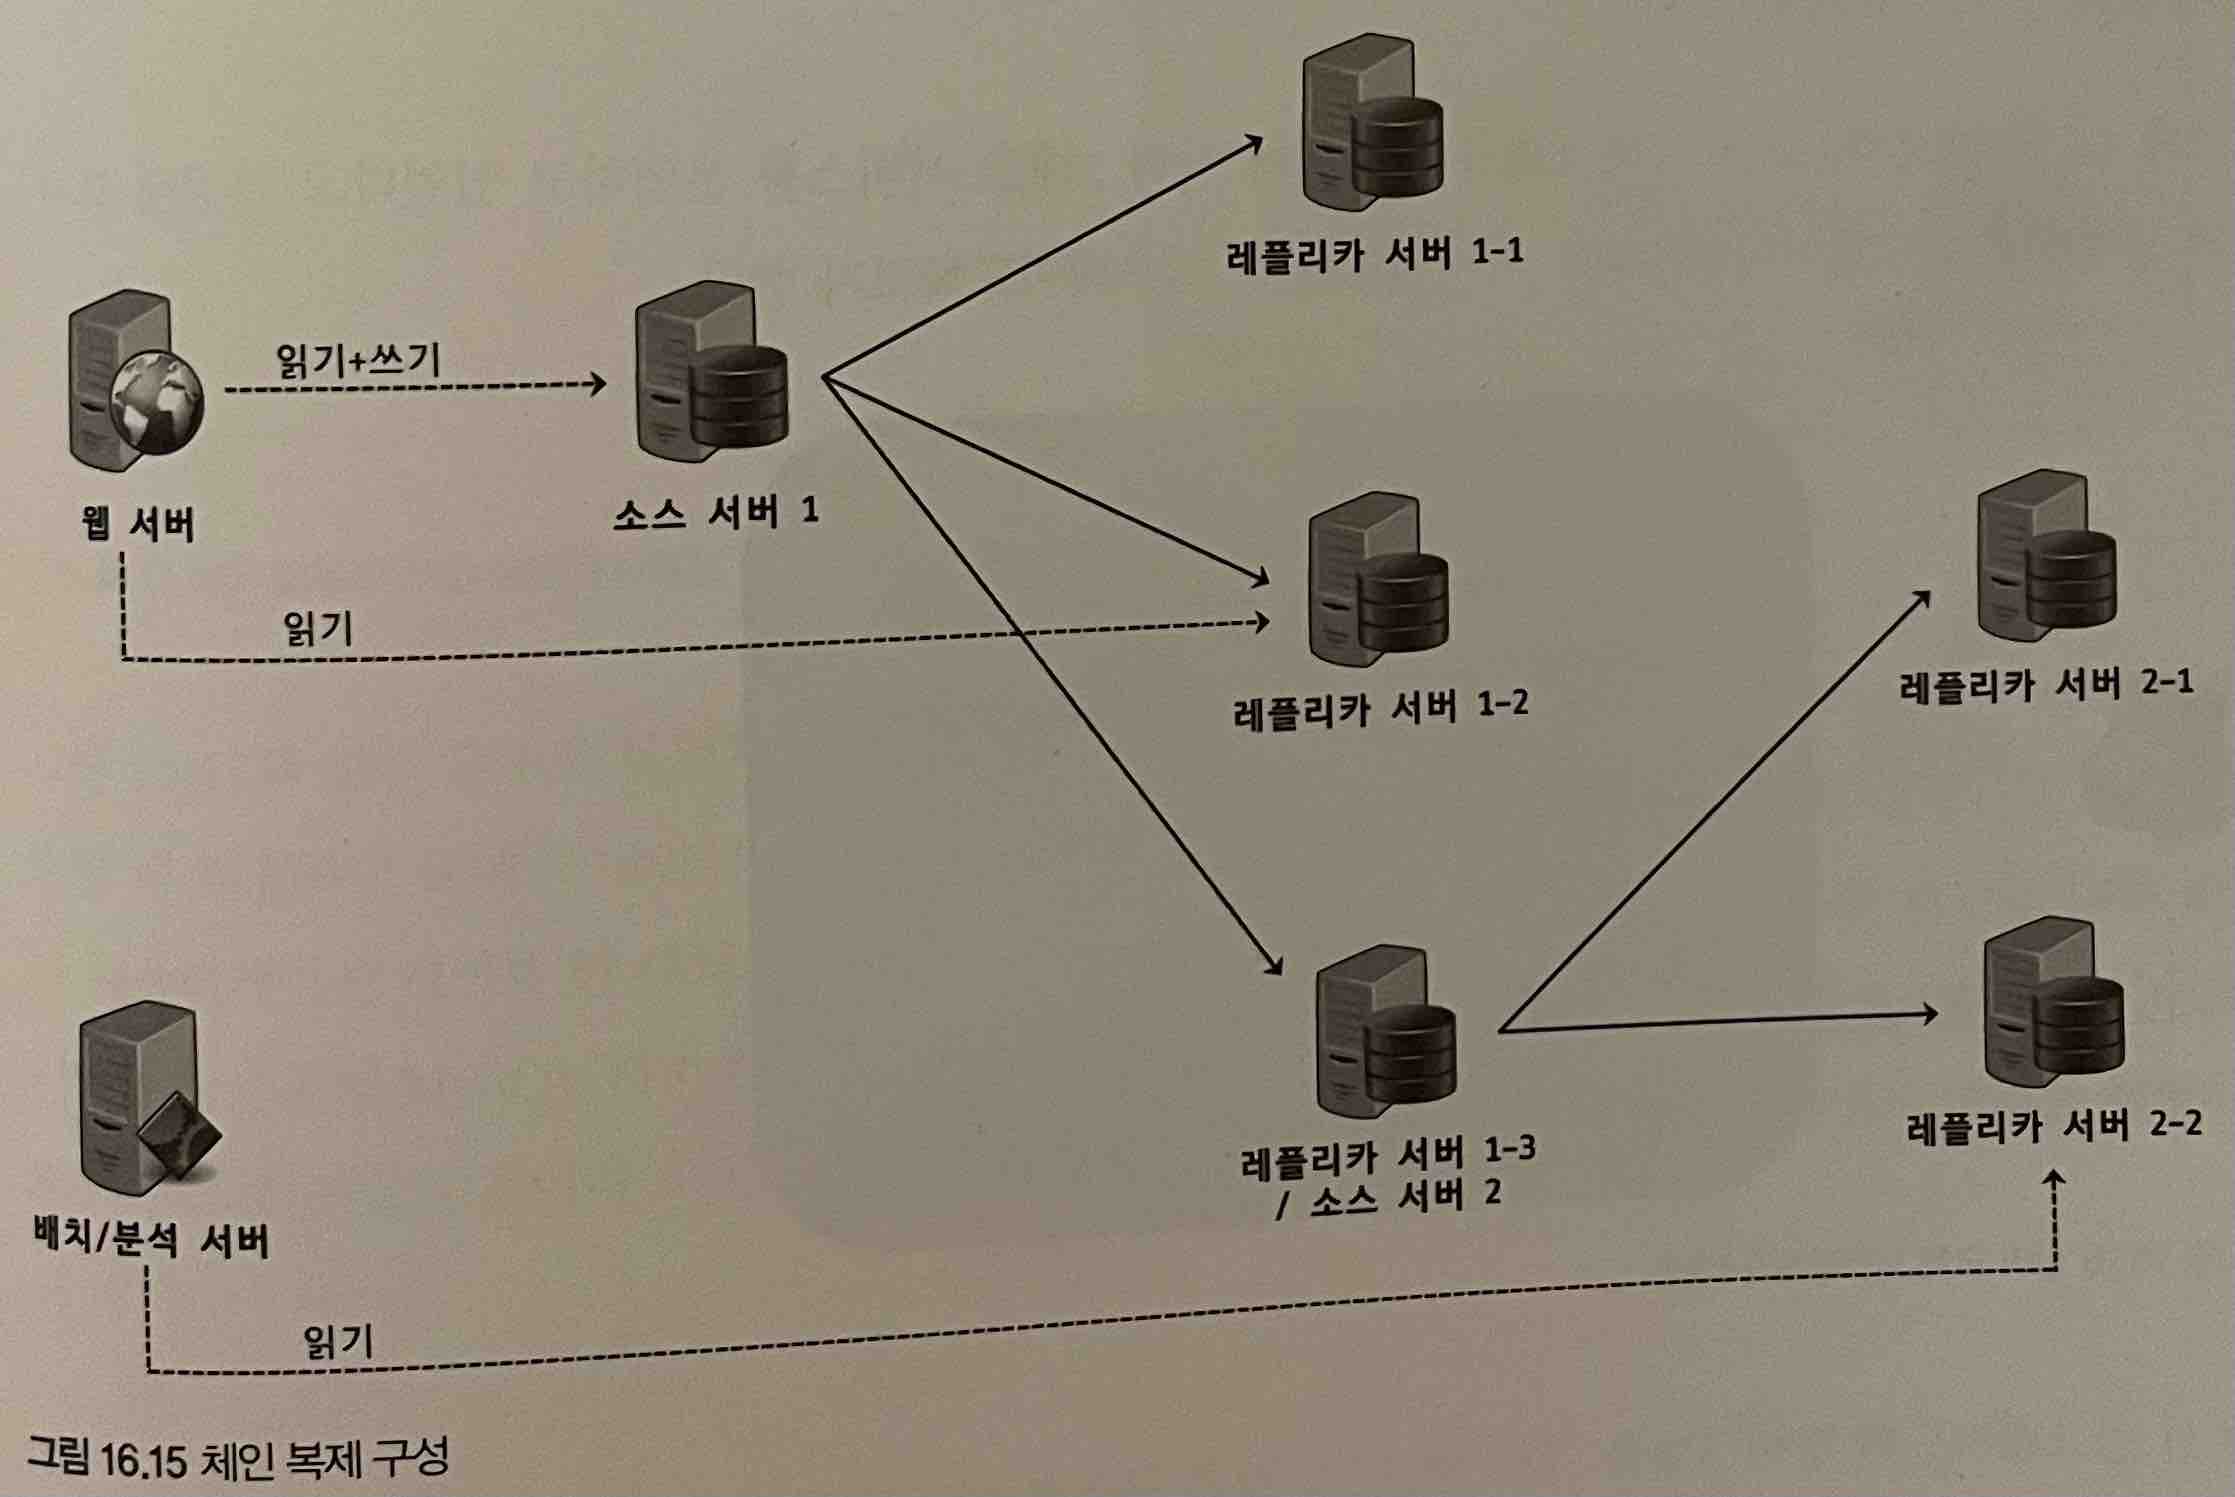 레플리카 서버 1-1
읽기+쓰기
웹 서버
소스 서버 1
읽기
레플리카 서버 1-2
레플리카 서버 2-1
레플리카 서버 1-3
/ 소스 서버 2
레플리카 서버 2-2
배치/분석 서버
읽기
그림 16.15 체인 복제 구성